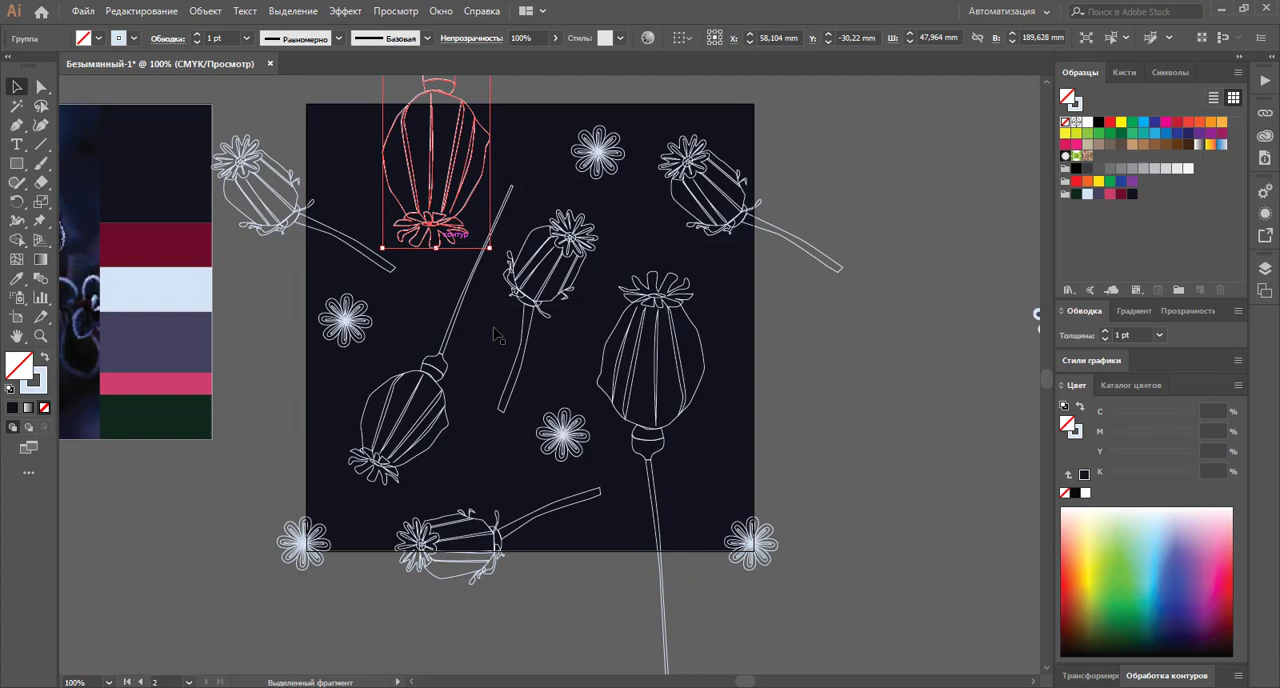 Ai Файл Редактирование Объект Текст Выделение Эффект Просмотр Окно Справка Автоматизация Поиск в Adobe Stock
Группа Обводка: 1 pt Равномерно Базовая Непрозрачность: 100% Стиль: X: 58,104 mm Y: -30,22 mm Ш: 47,964 mm В: 189,628 mm
Безымянный-1* @ 100% (CMYK/Просмотр)
Образцы Кисти Символы
контур
Обводка Градиент Прозрачность
Толщина: 1 pt
Стили графики
Цвет Каталог цветов
C %
M %
Y %
K %
Трансформир Обработка контуров
100% 2 Выделенный фрагмент